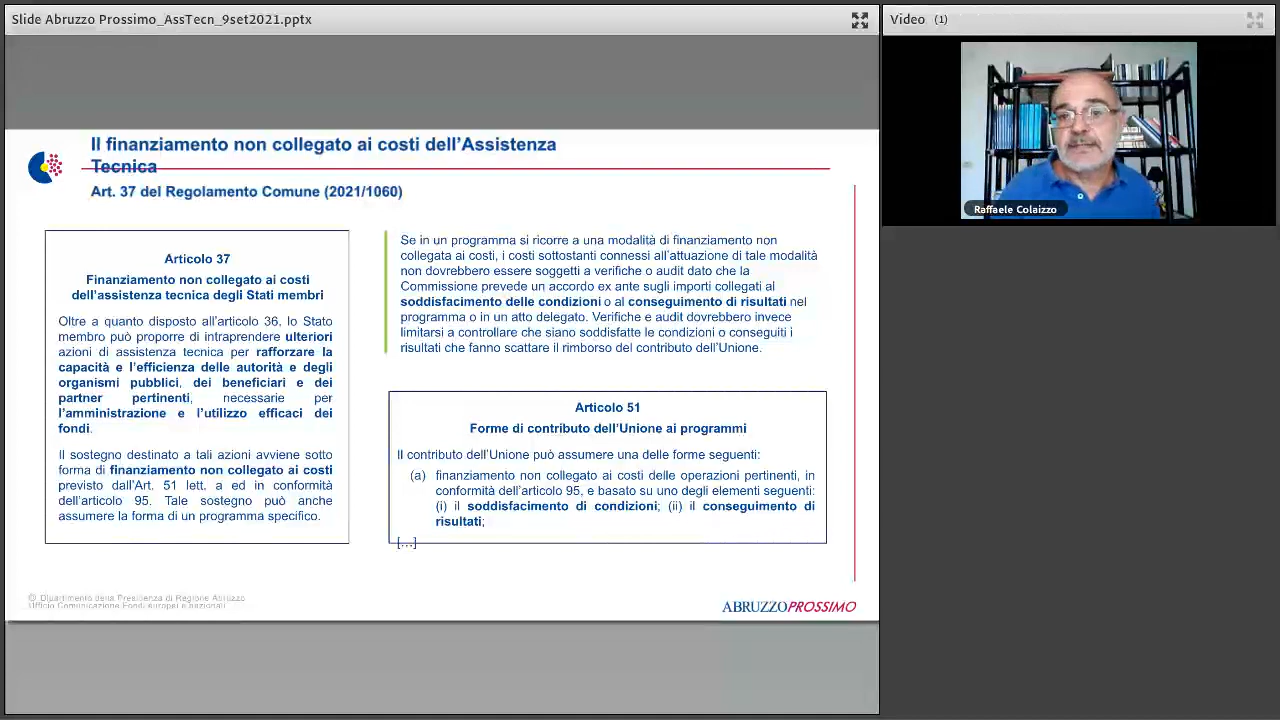 Slide Abruzzo Prossimo_AssTecn_9set2021.pptx
Il finanziamento non collegato ai costi dell'Assistenza
Tecnica
Art. 37 del Regolamento Comune (2021/1060)
Articolo 37
Finanziamento non collegato ai costi
dell'assistenza tecnica degli Stati membri
Oltre a quanto disposto all'articolo 36, lo Stato
membro può proporre di intraprendere ulteriori
azioni di assistenza tecnica per rafforzare la
capacità e l'efficienza delle autorità e degli
organismi pubblici, dei beneficiari e dei
partner pertinenti, necessarie per
l'amministrazione e l'utilizzo efficaci dei
fondi.
Il sostegno destinato a tali azioni avviene sotto
forma di finanziamento non collegato ai costi
previsto dall'Art. 51 lett. a ed in conformità
dell'articolo 95. Tale sostegno può anche
assumere la forma di un programma specifico.
Se in un programma si ricorre a una modalità di finanziamento non
collegata ai costi, i costi sottostanti connessi all'attuazione di tale modalità
non dovrebbero essere soggetti a verifiche o audit dato che la
Commissione prevede un accordo ex ante sugli importi collegati al
soddisfacimento delle condizioni o al conseguimento di risultati nel
programma o in un atto delegato. Verifiche e audit dovrebbero invece
limitarsi a controllare che siano soddisfatte le condizioni o conseguiti i
risultati che fanno scattare il rimborso del contributo dell'Unione.
Articolo 51
Forme di contributo dell'Unione ai programmi
Il contributo dell'Unione può assumere una delle forme seguenti:
(a) finanziamento non collegato ai costi delle operazioni pertinenti, in
conformità dell'articolo 95, e basato su uno degli elementi seguenti:
(i) il soddisfacimento di condizioni; (ii) il conseguimento di
risultati;
[...]
© Dipartimento della Presidenza di Regione Abruzzo
Ufficio Comunicazione Fondi europei e nazionali
ABRUZZOPROSSIMO
Video (1)
Raffaele Colaizzo